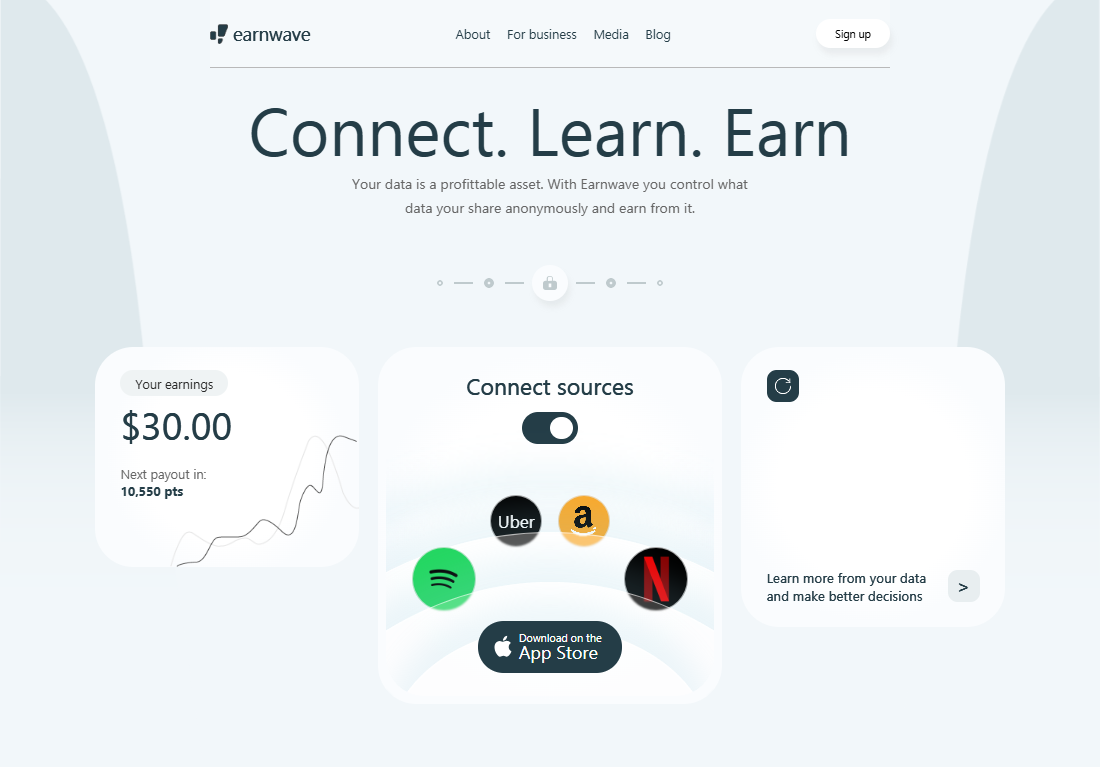 earnwave
About For business Media Blog
Sign up
Connect. Learn. Earn
Your data is a profittable asset. With Earnwave you control what
data your share anonymously and earn from it.
Your earnings
$30.00
Next payout in:
10,550 pts
Connect sources
Uber
a
N
Download on the
App Store
Learn more from your data
and make better decisions
>